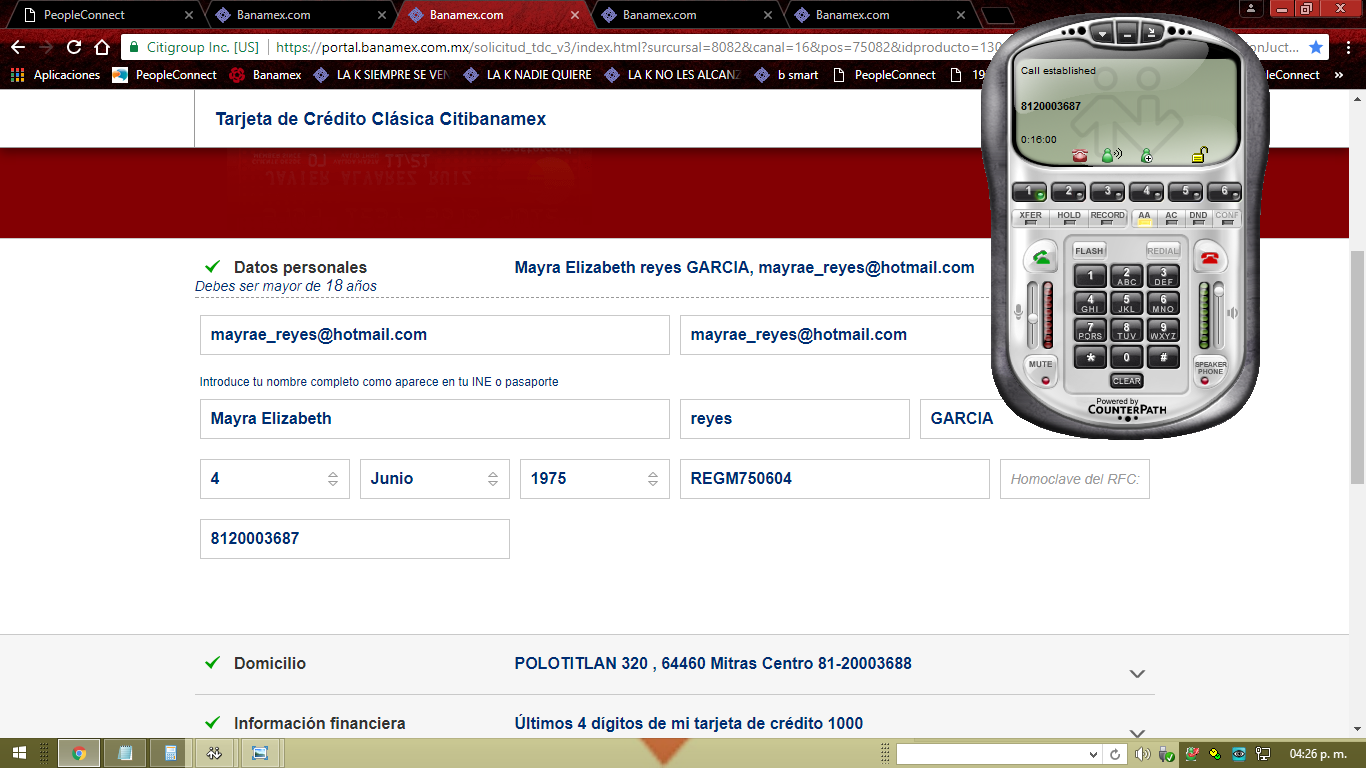 PeopleConnect
Banamex.com
Banamex.com
Banamex.com
Banamex.com
Citigroup Inc. [US]
https://portal.banamex.com.mx/solicitud_tdc_v3/index.html?surcursal=8082&canal=16&pos=75082&idproducto=130
onJuct...
Aplicaciones
PeopleConnect
Banamex
LA K SIEMPRE SE VEN
LA K NADIE QUIERE
LA K NO LES ALCANZ
b smart
PeopleConnect
19
eConnect
»
Tarjeta de Crédito Clásica Citibanamex
Datos personales
Mayra Elizabeth reyes GARCIA, mayrae_reyes@hotmail.com
Debes ser mayor de 18 años
mayrae_reyes@hotmail.com
mayrae_reyes@hotmail.com
Introduce tu nombre completo como aparece en tu INE o pasaporte
Mayra Elizabeth
reyes
GARCIA
4
Junio
1975
REGM750604
Homoclave del RFC:
8120003687
Domicilio
POLOTITLAN 320 , 64460 Mitras Centro 81-20003688
Información financiera
Últimos 4 dígitos de mi tarjeta de crédito 1000
Call established
8120003687
0:16:00
1 2 3 4 5 6
XFER HOLD RECORD AA AC DND CONF
FLASH
REDIAL
1
2 ABC
3 DEF
4 GHI
5 JKL
6 MNO
7 PQRS
8 TUV
9 WXYZ
* 0 #
MUTE
SPEAKER PHONE
CLEAR
Powered by
COUNTERPATH
04:26 p. m.